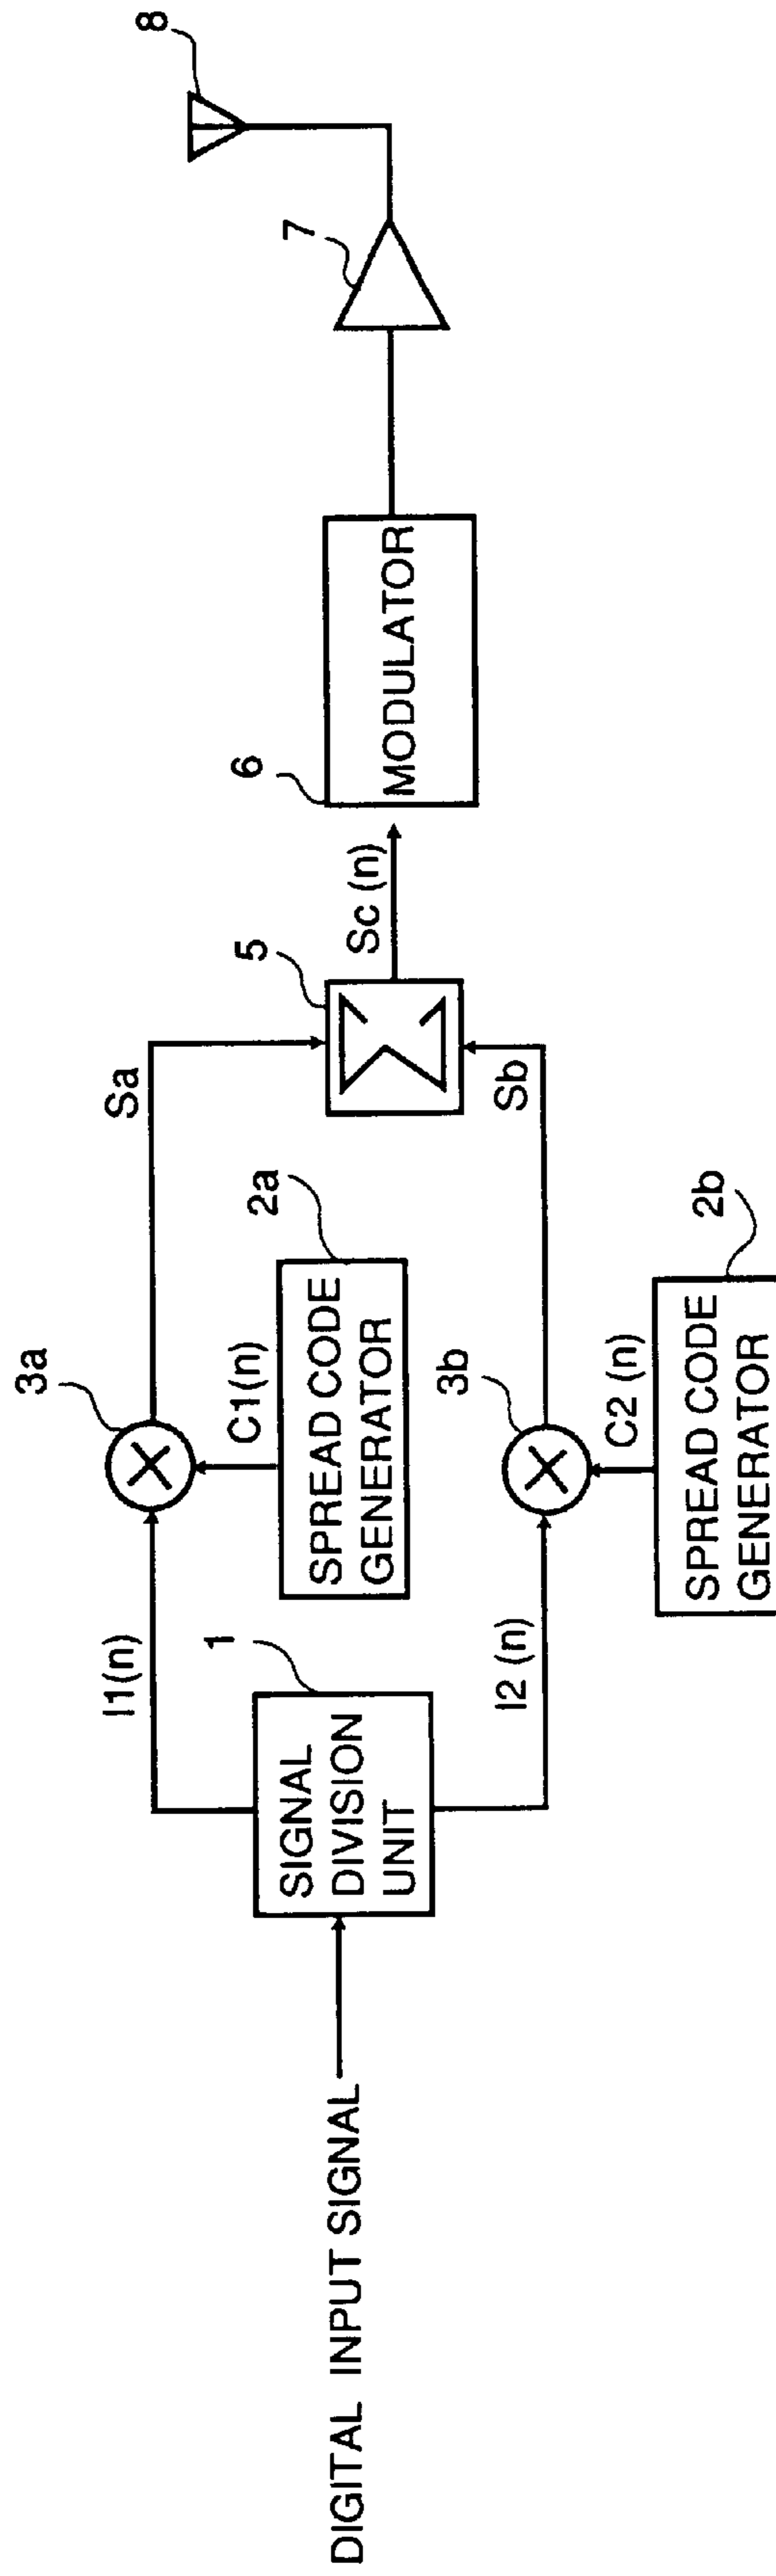 DIGITAL INPUT SIGNAL
SIGNAL
DIVISION
UNIT
1
I1(n)
I2 (n)
3a
C1(n)
SPREAD CODE
GENERATOR
2a
3b
C2 (n)
SPREAD CODE
GENERATOR
2b
Sa
Sb
5
Σ
Sc (n)
6
MODULATOR
7
8